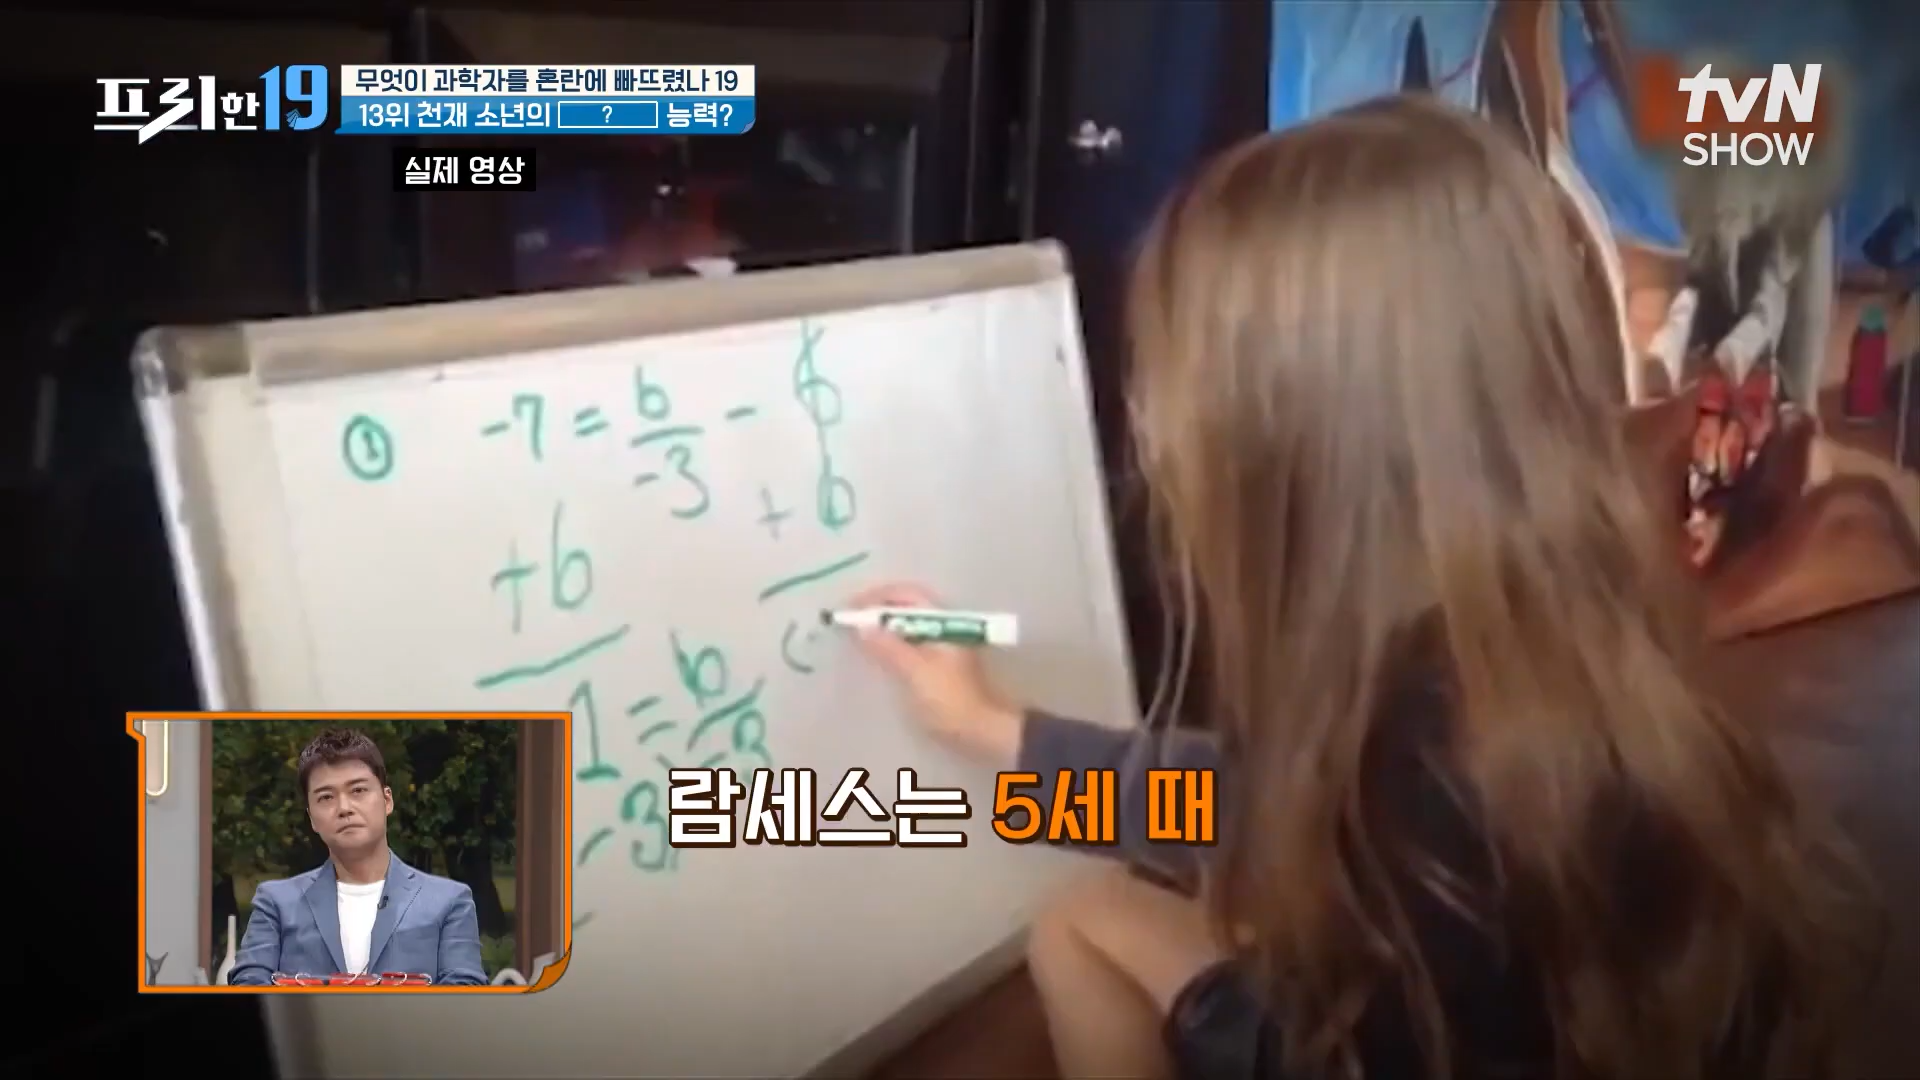 프리한19
무엇이 과학자를 혼란에 빠뜨렸나 19
13위 천재 소년의 ? 능력?
실제 영상
tvN
SHOW
① -7 = b/-3 - 6
+6 +6
1 = b/-3
-3
람세스는 5세 때